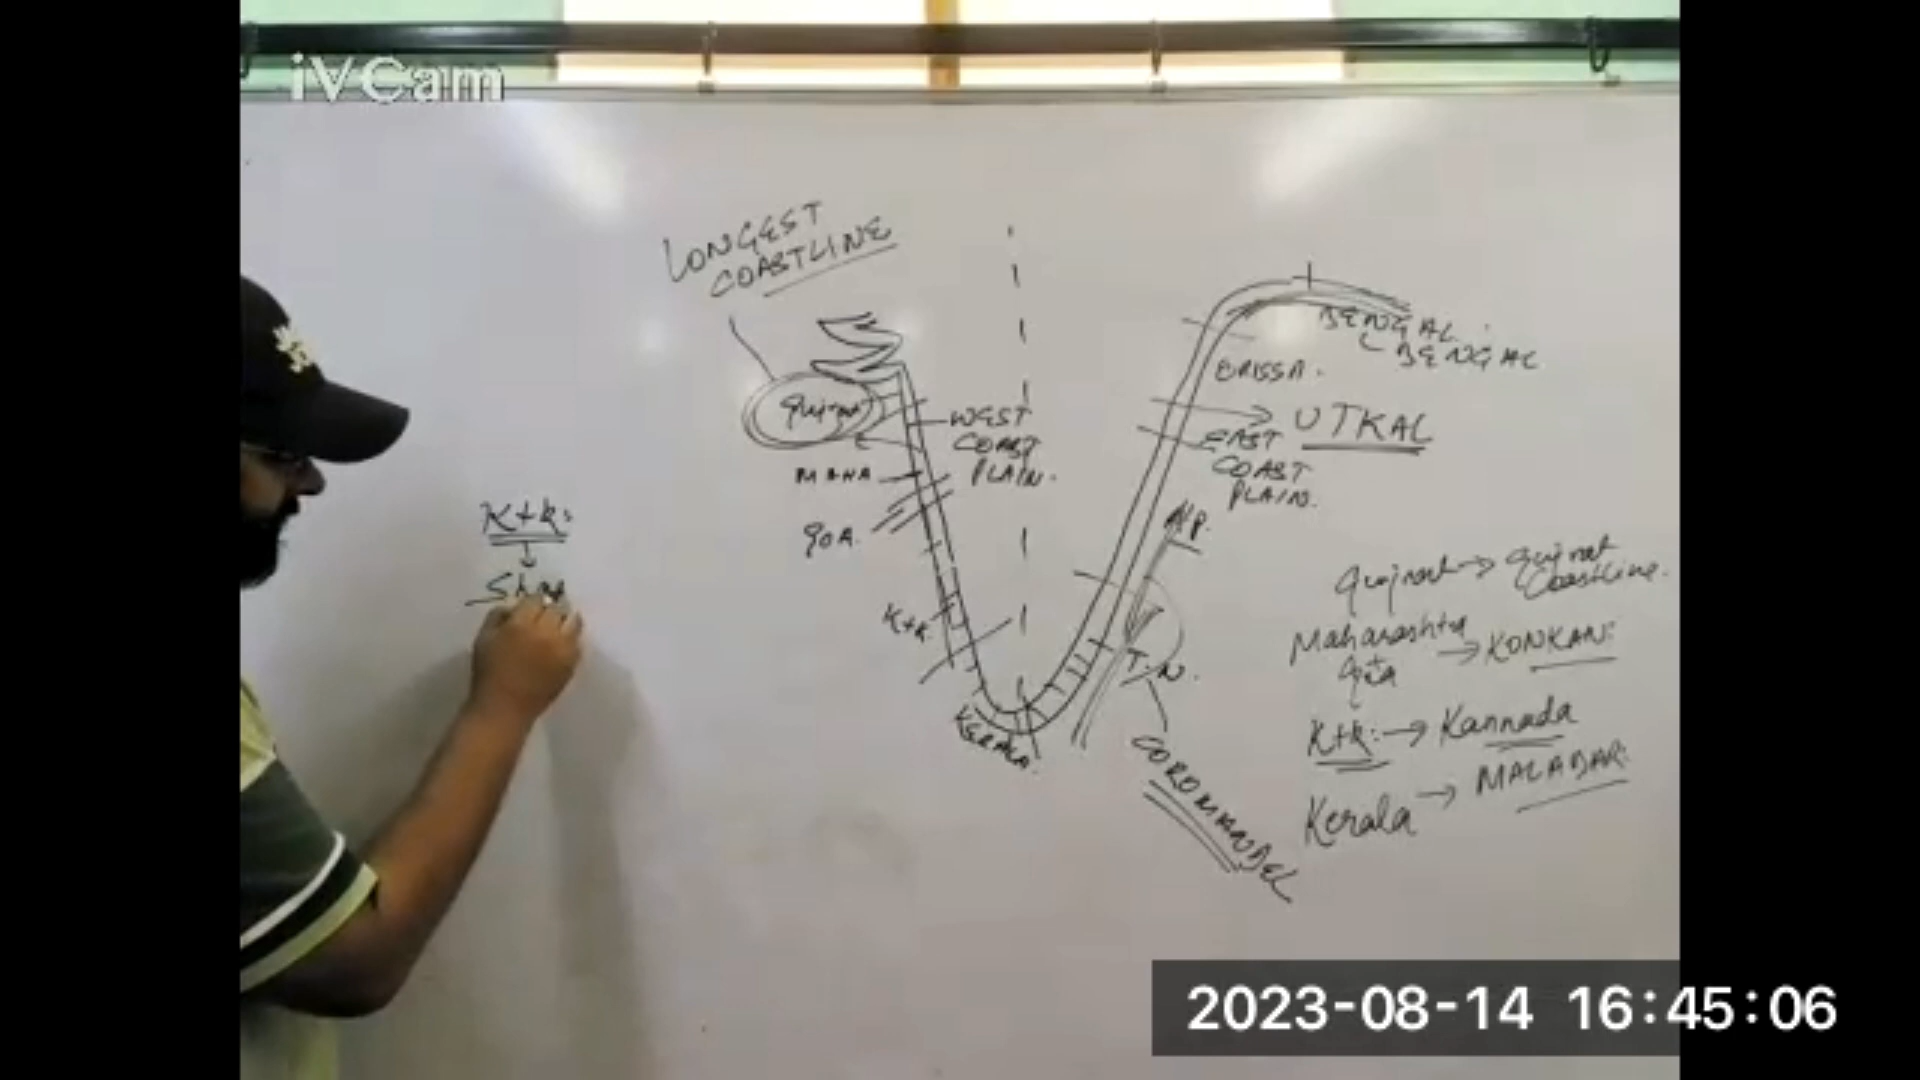 iVCam
LONGEST
COASTLINE
Gujrat
MAHA
GOA.
K+K
KERALA.
WEST
COAST
PLAIN.
BENGAL.
BENGAL
ORISSA.
UTKAL
EAST
COAST
PLAIN.
A.P.
T.N.
COROMANDEL
K+K:
Gujrat → Gujrat
Coastline.
Maharashtra
+
Goa
→ KONKAN:
K+K: → Kannada
Kerala → MALABAR:
2023-08-14 16:45:06